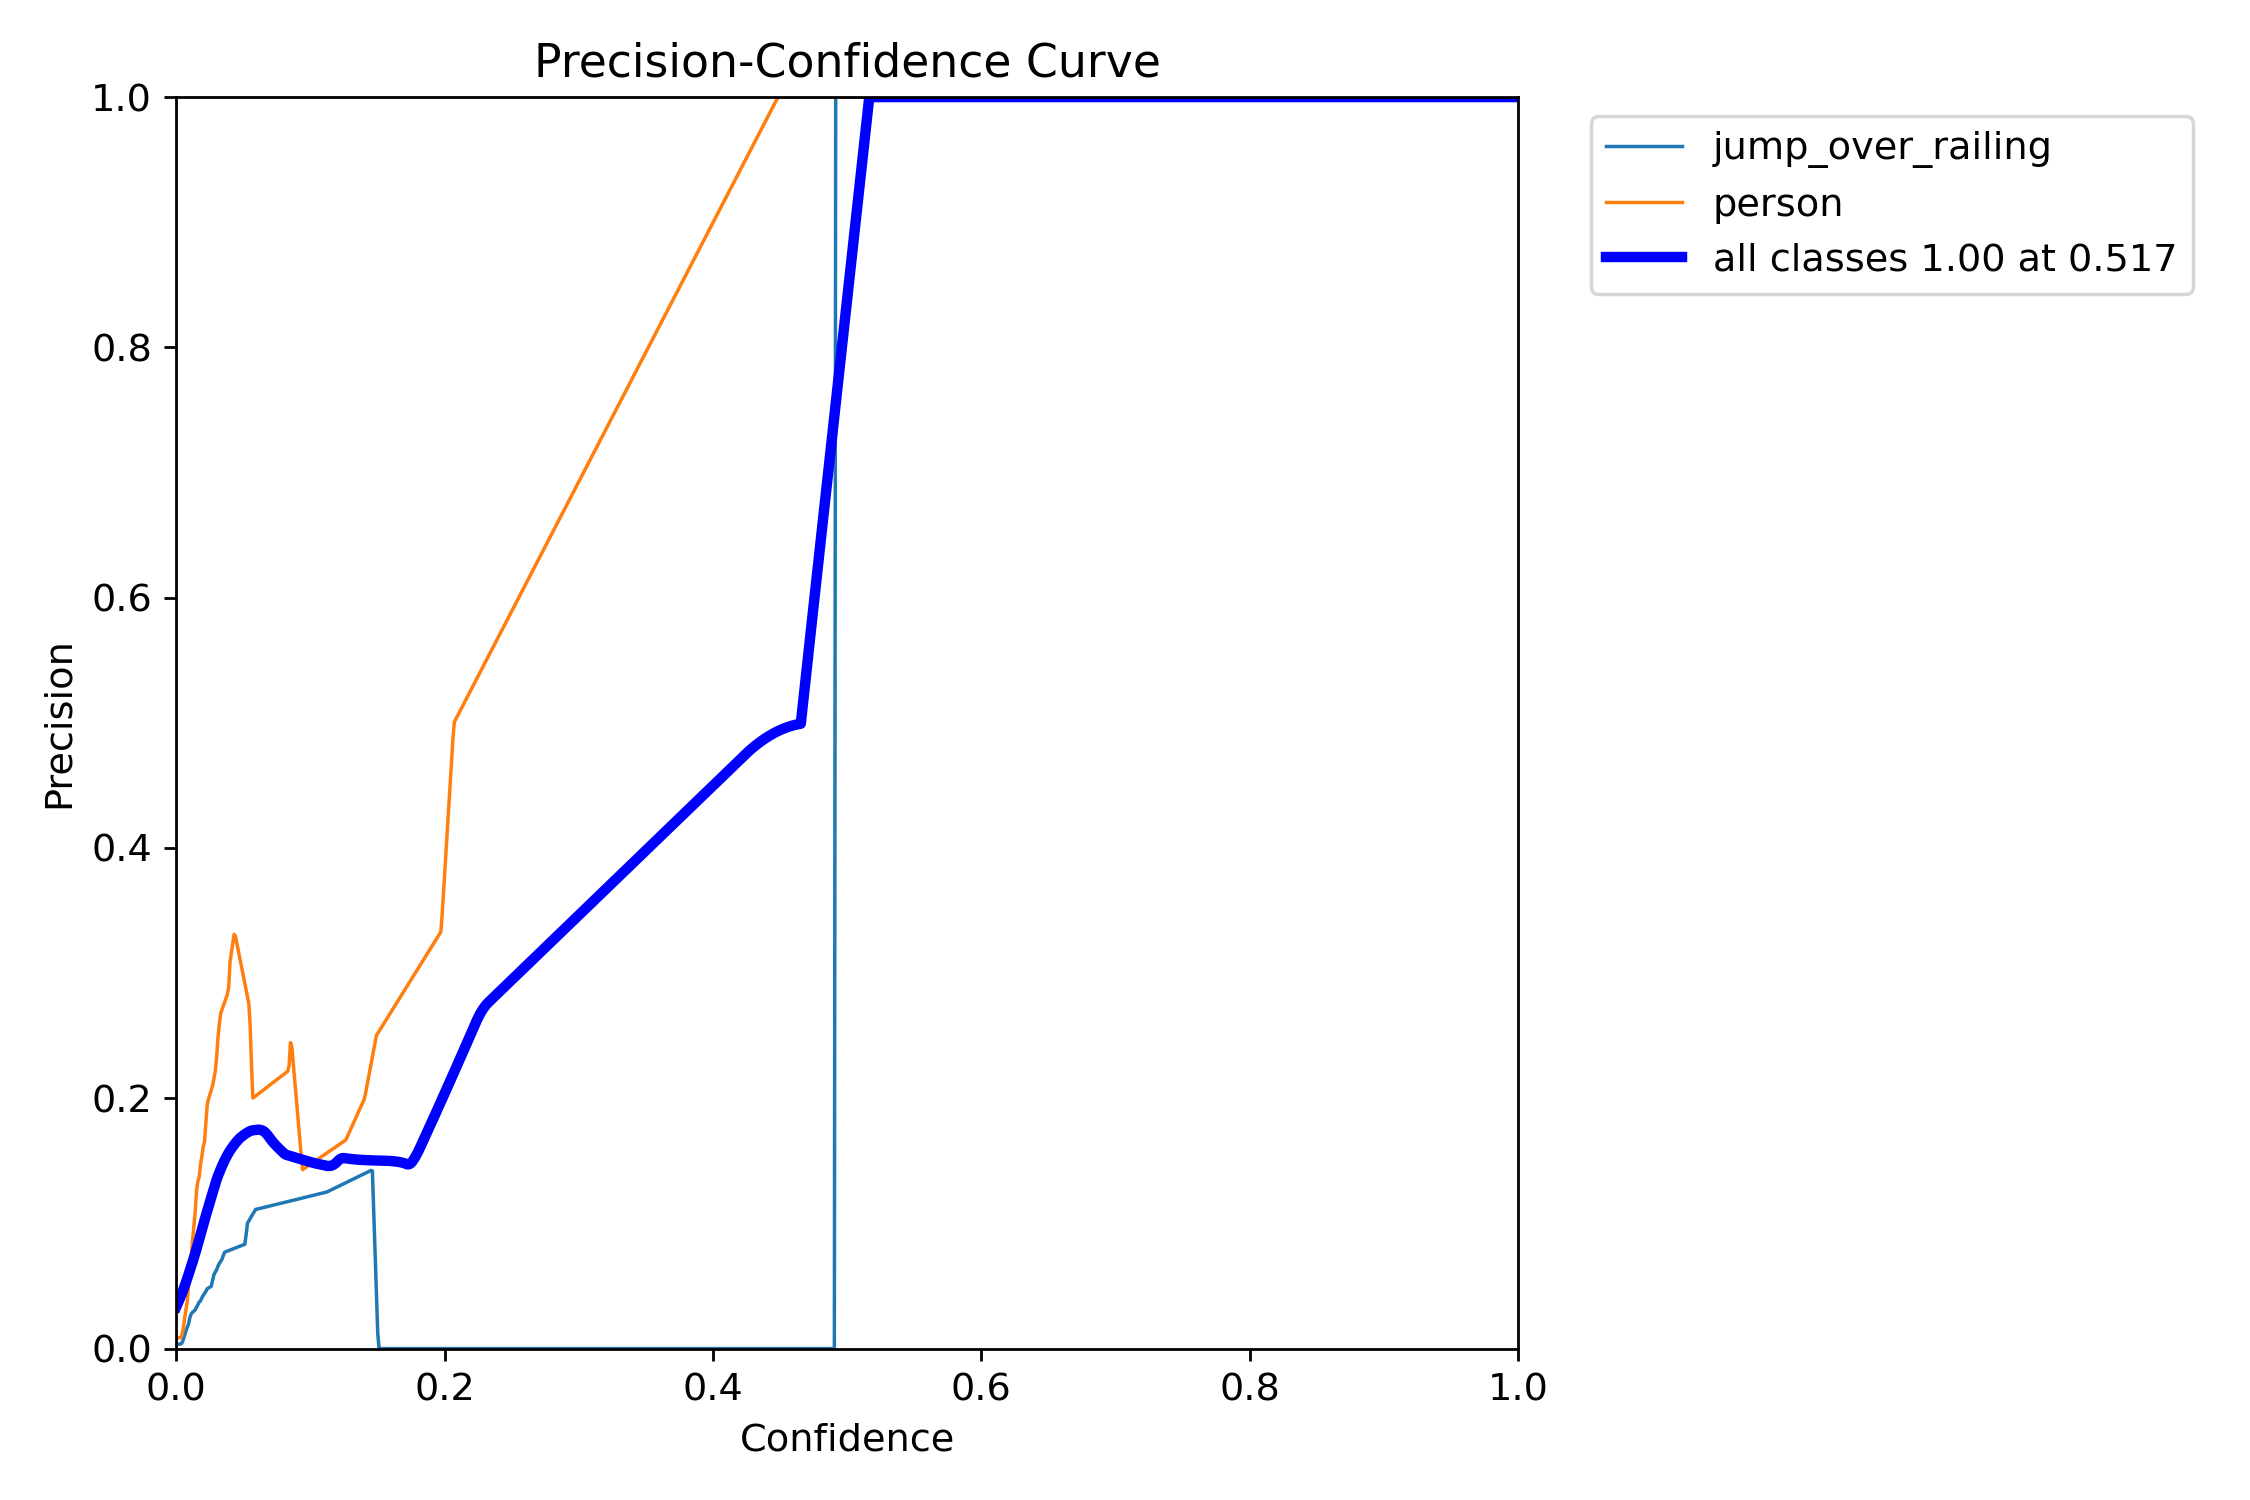 Precision-Confidence Curve
1.0
0.8
0.6
0.4
0.2
0.0
Precision
0.0 0.2 0.4 0.6 0.8 1.0
Confidence
jump_over_railing
person
all classes 1.00 at 0.517